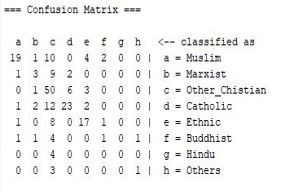 === Confusion Matrix ===
a b c d e f g h <-- classified as
19 1 10 0 4 2 0 0 | a = Muslim
1 3 9 2 0 0 0 0 | b = Marxist
0 1 50 6 3 0 0 0 | c = Other_Chistian
1 2 12 23 2 0 0 0 | d = Catholic
1 0 8 0 17 1 0 0 | e = Ethnic
1 1 4 0 0 1 0 1 | f = Buddhist
0 0 4 0 0 0 0 0 | g = Hindu
0 0 3 0 0 0 0 1 | h = Others